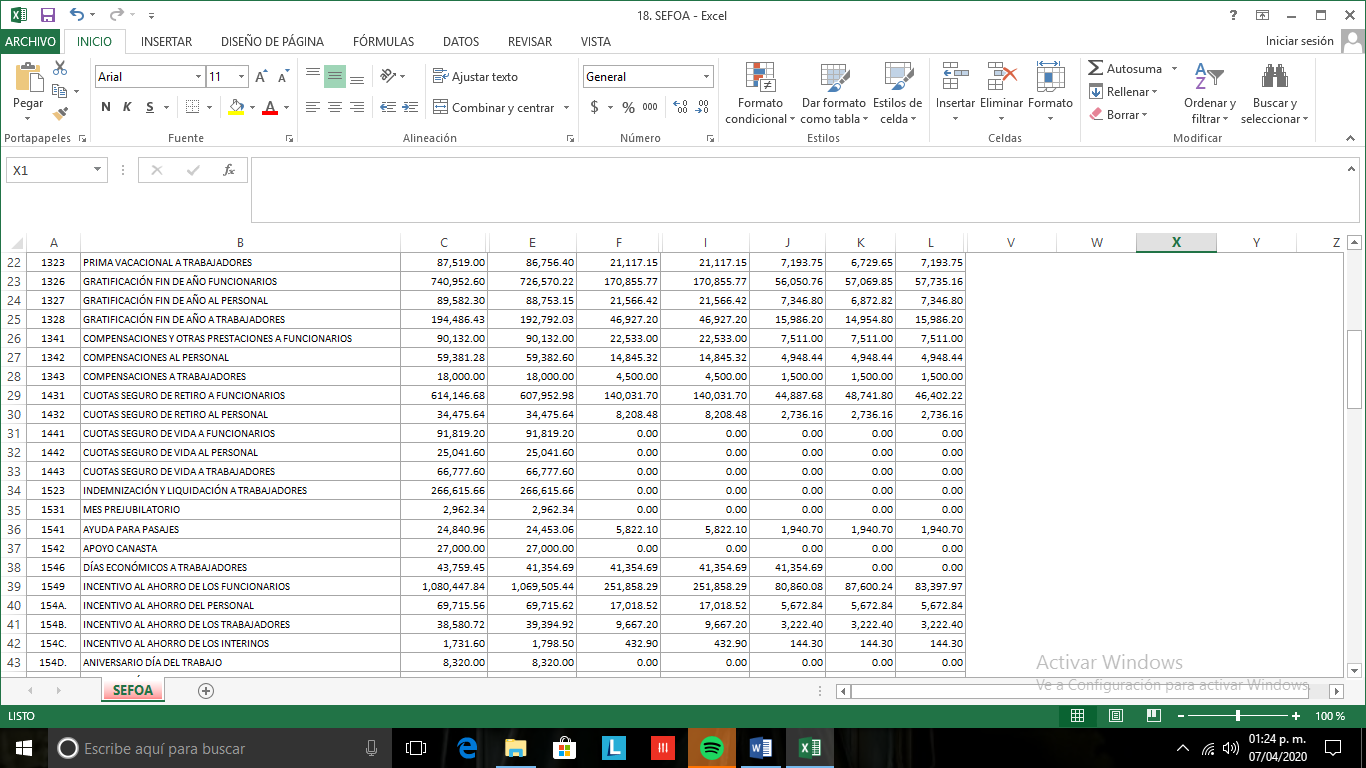 18. SEFOA - Excel
ARCHIVO INICIO INSERTAR DISEÑO DE PÁGINA FÓRMULAS DATOS REVISAR VISTA Iniciar sesión
Pegar
Arial 11
N K S
Ajustar texto
Combinar y centrar
General
$ % 000
Formato condicional
Dar formato como tabla
Estilos de celda
Insertar Eliminar Formato
Autosuma
Rellenar
Borrar
Ordenar y filtrar
Buscar y seleccionar
Portapapeles Fuente Alineación Número Estilos Celdas Modificar
X1 fx
A B C E F I J K L V W X Y Z
22 1323 PRIMA VACACIONAL A TRABAJADORES 87,519.00 86,756.40 21,117.15 21,117.15 7,193.75 6,729.65 7,193.75
23 1326 GRATIFICACIÓN FIN DE AÑO FUNCIONARIOS 740,952.60 726,570.22 170,855.77 170,855.77 56,050.76 57,069.85 57,735.16
24 1327 GRATIFICACIÓN FIN DE AÑO AL PERSONAL 89,582.30 88,753.15 21,566.42 21,566.42 7,346.80 6,872.82 7,346.80
25 1328 GRATIFICACIÓN FIN DE AÑO A TRABAJADORES 194,486.43 192,792.03 46,927.20 46,927.20 15,986.20 14,954.80 15,986.20
26 1341 COMPENSACIONES Y OTRAS PRESTACIONES A FUNCIONARIOS 90,132.00 90,132.00 22,533.00 22,533.00 7,511.00 7,511.00 7,511.00
27 1342 COMPENSACIONES AL PERSONAL 59,381.28 59,382.60 14,845.32 14,845.32 4,948.44 4,948.44 4,948.44
28 1343 COMPENSACIONES A TRABAJADORES 18,000.00 18,000.00 4,500.00 4,500.00 1,500.00 1,500.00 1,500.00
29 1431 CUOTAS SEGURO DE RETIRO A FUNCIONARIOS 614,146.68 607,952.98 140,031.70 140,031.70 44,887.68 48,741.80 46,402.22
30 1432 CUOTAS SEGURO DE RETIRO AL PERSONAL 34,475.64 34,475.64 8,208.48 8,208.48 2,736.16 2,736.16 2,736.16
31 1441 CUOTAS SEGURO DE VIDA A FUNCIONARIOS 91,819.20 91,819.20 0.00 0.00 0.00 0.00 0.00
32 1442 CUOTAS SEGURO DE VIDA AL PERSONAL 25,041.60 25,041.60 0.00 0.00 0.00 0.00 0.00
33 1443 CUOTAS SEGURO DE VIDA A TRABAJADORES 66,777.60 66,777.60 0.00 0.00 0.00 0.00 0.00
34 1523 INDEMNIZACIÓN Y LIQUIDACIÓN A TRABAJADORES 266,615.66 266,615.66 0.00 0.00 0.00 0.00 0.00
35 1531 MES PREJUBILATORIO 2,962.34 2,962.34 0.00 0.00 0.00 0.00 0.00
36 1541 AYUDA PARA PASAJES 24,840.96 24,453.06 5,822.10 5,822.10 1,940.70 1,940.70 1,940.70
37 1542 APOYO CANASTA 27,000.00 27,000.00 0.00 0.00 0.00 0.00 0.00
38 1546 DÍAS ECONÓMICOS A TRABAJADORES 43,759.45 41,354.69 41,354.69 41,354.69 41,354.69 0.00 0.00
39 1549 INCENTIVO AL AHORRO DE LOS FUNCIONARIOS 1,080,447.84 1,069,505.44 251,858.29 251,858.29 80,860.08 87,600.24 83,397.97
40 154A. INCENTIVO AL AHORRO DEL PERSONAL 69,715.56 69,715.62 17,018.52 17,018.52 5,672.84 5,672.84 5,672.84
41 154B. INCENTIVO AL AHORRO DE LOS TRABAJADORES 38,580.72 39,394.92 9,667.20 9,667.20 3,222.40 3,222.40 3,222.40
42 154C. INCENTIVO AL AHORRO DE LOS INTERINOS 1,731.60 1,798.50 432.90 432.90 144.30 144.30 144.30
43 154D. ANIVERSARIO DÍA DEL TRABAJO 8,320.00 8,320.00 0.00 0.00 0.00 0.00 0.00
Activar Windows
Ve a Configuración para activar Windows.
SEFOA
LISTO 100 %
Escribe aquí para buscar
01:24 p. m.
07/04/2020